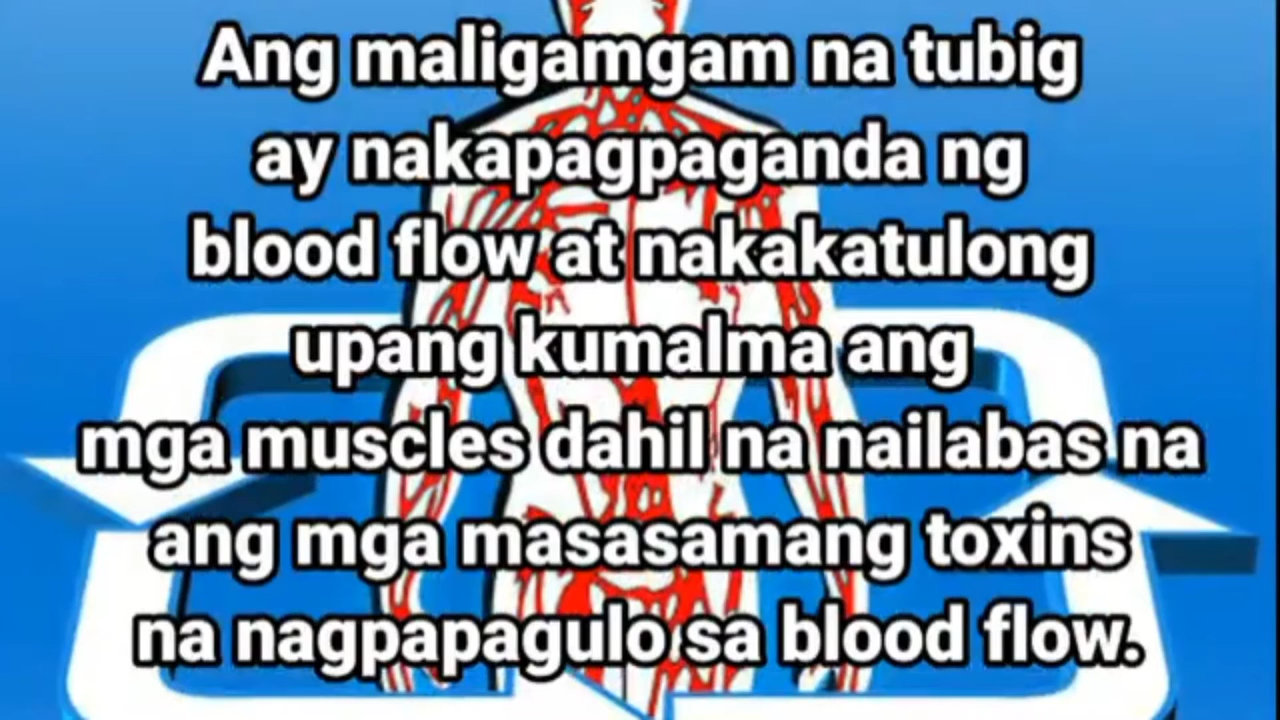 Ang maligamgam na tubig
ay nakapagpaganda ng
blood flow at nakakatulong
upang kumalma ang
mga muscles dahil na nailabas na
ang mga masasamang toxins
na nagpapagulo sa blood flow.